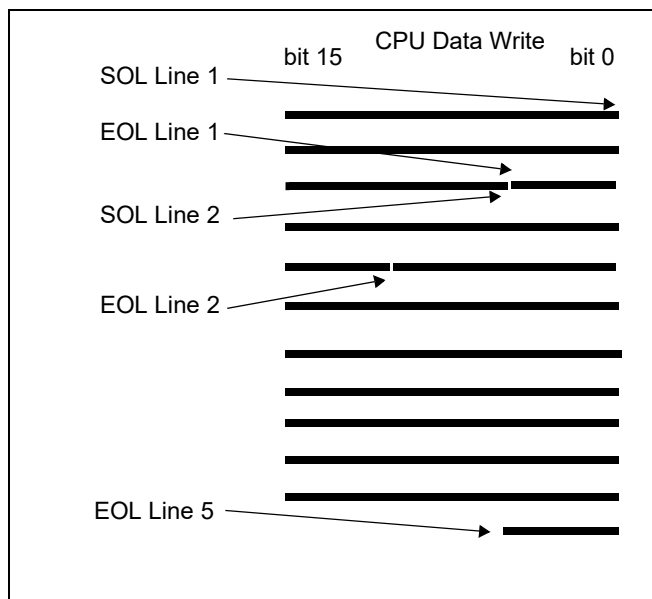 CPU Data Write
bit 15 bit 0
SOL Line 1
EOL Line 1
SOL Line 2
EOL Line 2
EOL Line 5